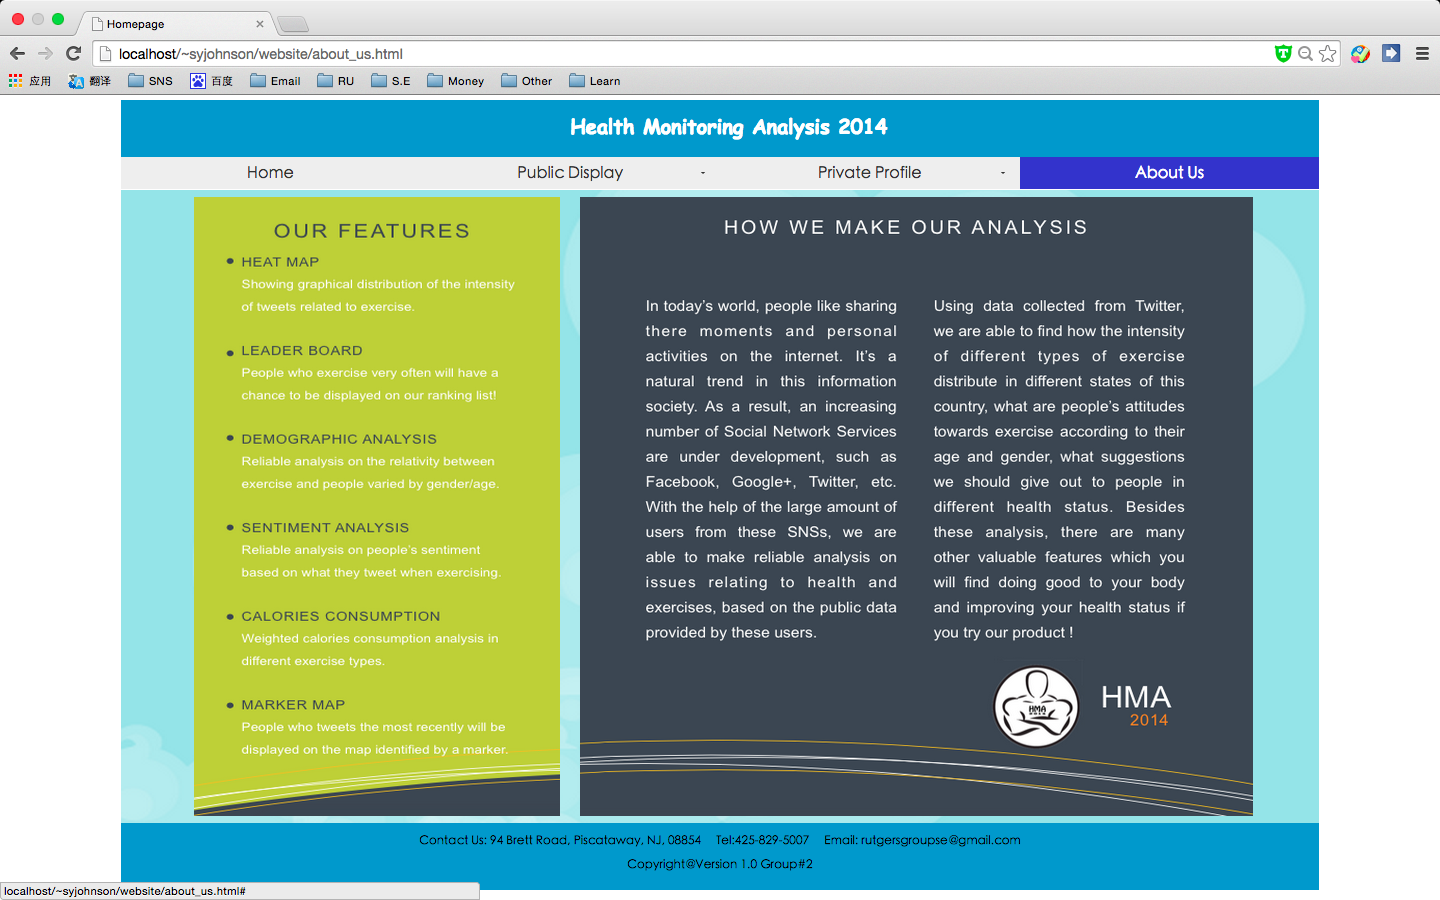 Homepage
localhost/~syjohnson/website/about_us.html
应用 翻译 SNS 百度 Email RU S.E Money Other Learn
Health Monitoring Analysis 2014
Home Public Display - Private Profile - About Us
OUR FEATURES
HEAT MAP
Showing graphical distribution of the intensity
of tweets related to exercise.
LEADER BOARD
People who exercise very often will have a
chance to be displayed on our ranking list!
DEMOGRAPHIC ANALYSIS
Reliable analysis on the relativity between
exercise and people varied by gender/age.
SENTIMENT ANALYSIS
Reliable analysis on people's sentiment
based on what they tweet when exercising.
CALORIES CONSUMPTION
Weighted calories consumption analysis in
different exercise types.
MARKER MAP
People who tweets the most recently will be
displayed on the map identified by a marker.
HOW WE MAKE OUR ANALYSIS
In today's world, people like sharing
there moments and personal
activities on the internet. It's a
natural trend in this information
society. As a result, an increasing
number of Social Network Services
are under development, such as
Facebook, Google+, Twitter, etc.
With the help of the large amount of
users from these SNSs, we are
able to make reliable analysis on
issues relating to health and
exercises, based on the public data
provided by these users.
Using data collected from Twitter,
we are able to find how the intensity
of different types of exercise
distribute in different states of this
country, what are people's attitudes
towards exercise according to their
age and gender, what suggestions
we should give out to people in
different health status. Besides
these analysis, there are many
other valuable features which you
will find doing good to your body
and improving your health status if
you try our product !
HMA
HMA
2014
Contact Us: 94 Brett Road, Piscataway, NJ, 08854 Tel:425-829-5007 Email: rutgersgroupse@gmail.com
Copyright@Version 1.0 Group#2
localhost/~syjohnson/website/about_us.html#